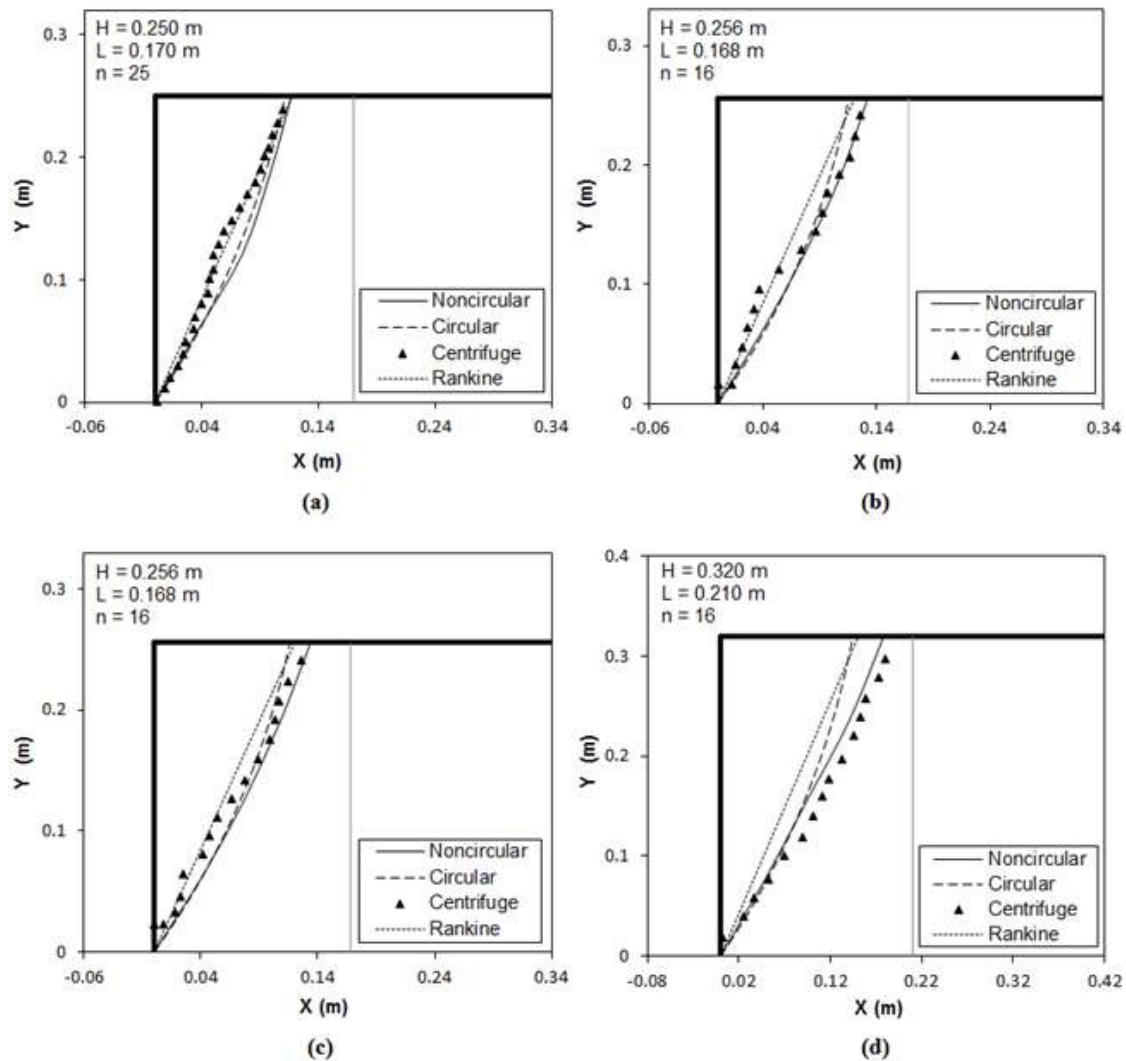 H = 0.250 m
L = 0.170 m
n = 25
0.3
0.2
0.1
0
Y (m)
Noncircular
Circular
Centrifuge
Rankine
-0.06 0.04 0.14 0.24 0.34
X (m)
(a)
H = 0.256 m
L = 0.168 m
n = 16
0.3
0.2
0.1
0
Y (m)
Noncircular
Circular
Centrifuge
Rankine
-0.06 0.04 0.14 0.24 0.34
X (m)
(b)
H = 0.256 m
L = 0.168 m
n = 16
0.3
0.2
0.1
0
Y (m)
Noncircular
Circular
Centrifuge
Rankine
-0.06 0.04 0.14 0.24 0.34
X (m)
(c)
H = 0.320 m
L = 0.210 m
n = 16
0.4
0.3
0.2
0.1
0
Y (m)
Noncircular
Circular
Centrifuge
Rankine
-0.08 0.02 0.12 0.22 0.32 0.42
X (m)
(d)